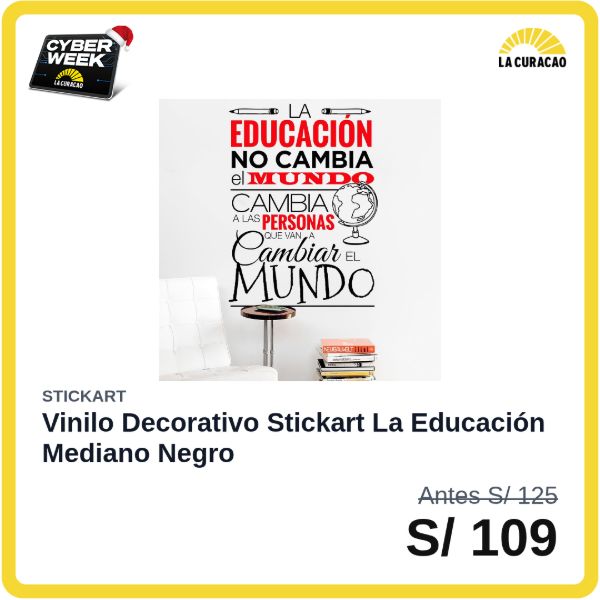 CYBER
WEEK
LA CURACAO
LA CURACAO
LA
EDUCACIÓN
NO CAMBIA
el MUNDO
CAMBIA
A LAS PERSONAS
QUE VAN A
Cambiar EL
MUNDO
STICKART
Vinilo Decorativo Stickart La Educación
Mediano Negro
Antes S/ 125
S/ 109